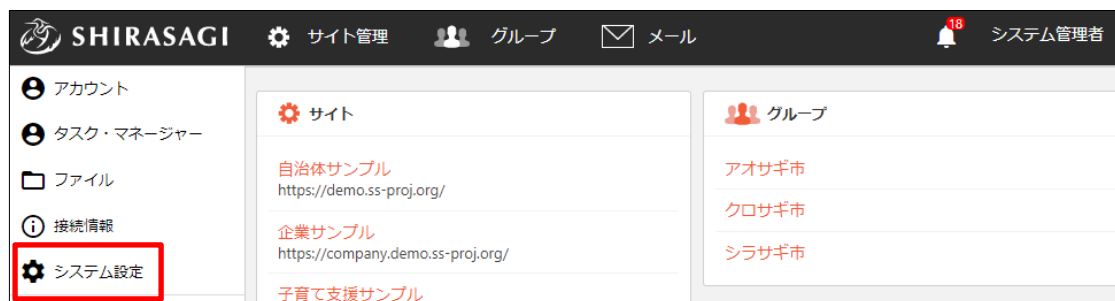 SHIRASAGI サイト管理 グループ メール 18 システム管理者
アカウント
タスク・マネージャー
ファイル
接続情報
システム設定
サイト
自治体サンプル
https://demo.ss-proj.org/
企業サンプル
https://company.demo.ss-proj.org/
子育て支援サンプル
グループ
アオサギ市
クロサギ市
シラサギ市